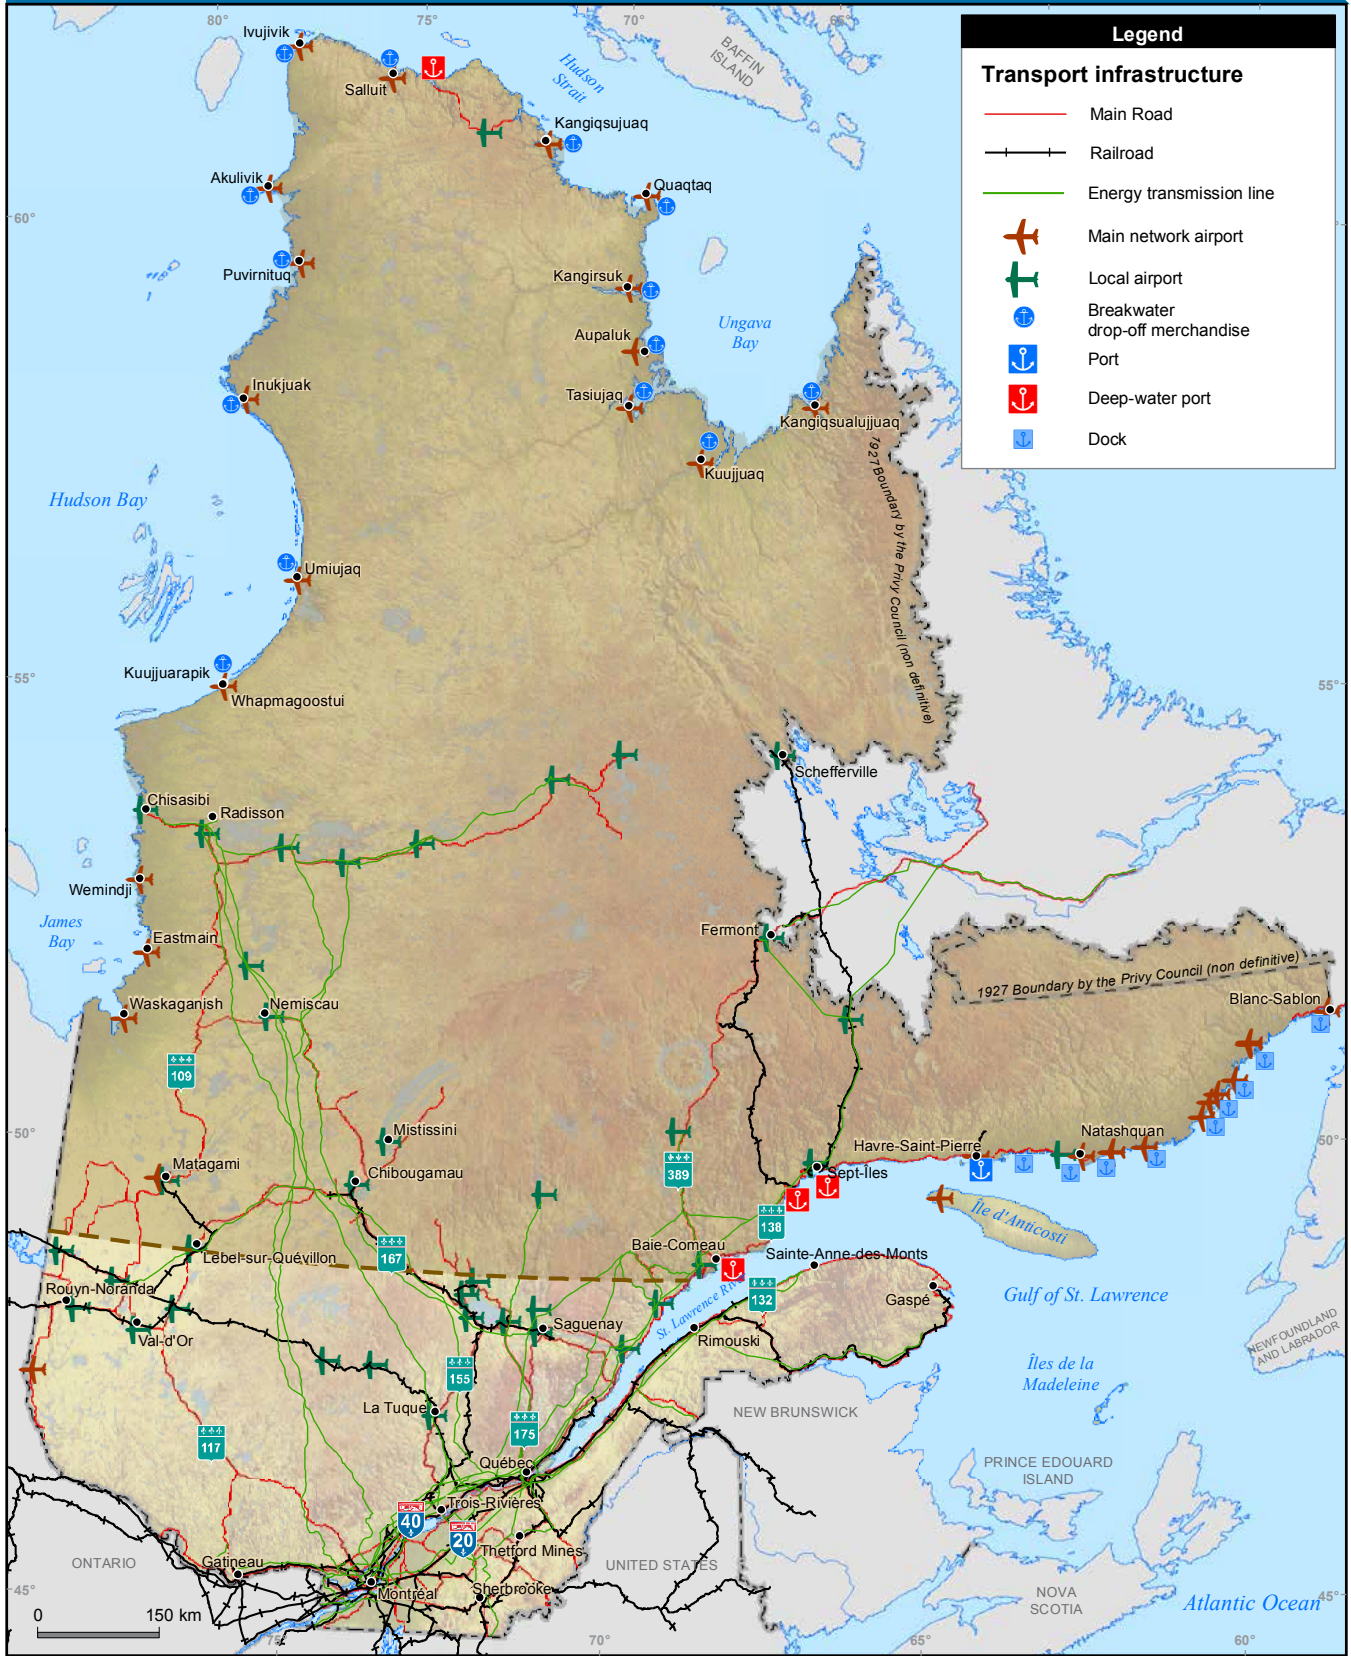 80°
75°
70°
65°
Legend
Transport infrastructure
Main Road
Railroad
Energy transmission line
Main network airport
Local airport
Breakwater
drop-off merchandise
Port
Deep-water port
Dock
Ivujivik
Salluit
Hudson
Strait
BAFFIN
ISLAND
Kangiqsujuaq
Akulivik
Quaqtaq
60°
Puvirnituq
Kangirsuk
Ungava
Bay
Aupaluk
Inukjuak
Tasiujaq
Kangiqsualujjuaq
Kuujjuaq
1927 Boundary by the Privy Council (non definitive)
Hudson Bay
Umiujaq
Kuujjuarapik
Whapmagoostui
55°
55°
Schefferville
Chisasibi
Radisson
Wemindji
James
Bay
Eastmain
Fermont
1927 Boundary by the Privy Council (non definitive)
Blanc-Sablon
Waskaganish
Nemiscau
109
50°
50°
Mistissini
Natashquan
Havre-Saint-Pierre
Matagami
Chibougamau
389
Sept-Îles
138
Île d'Anticosti
Lebel-sur-Quévillon
167
Baie-Comeau
Sainte-Anne-des-Monts
Rouyn-Noranda
132
Gaspé
Gulf of St. Lawrence
St. Lawrence River
Val-d'Or
Saguenay
Rimouski
NEWFOUNDLAND
AND LABRADOR
155
Îles de la
Madeleine
La Tuque
NEW BRUNSWICK
117
175
Québec
PRINCE EDOUARD
ISLAND
Trois-Rivières
40
20
Thetford Mines
ONTARIO
Gatineau
UNITED STATES
Montréal
Sherbrooke
NOVA
SCOTIA
45°
45°
Atlantic Ocean
0 150 km
75°
70°
65°
60°